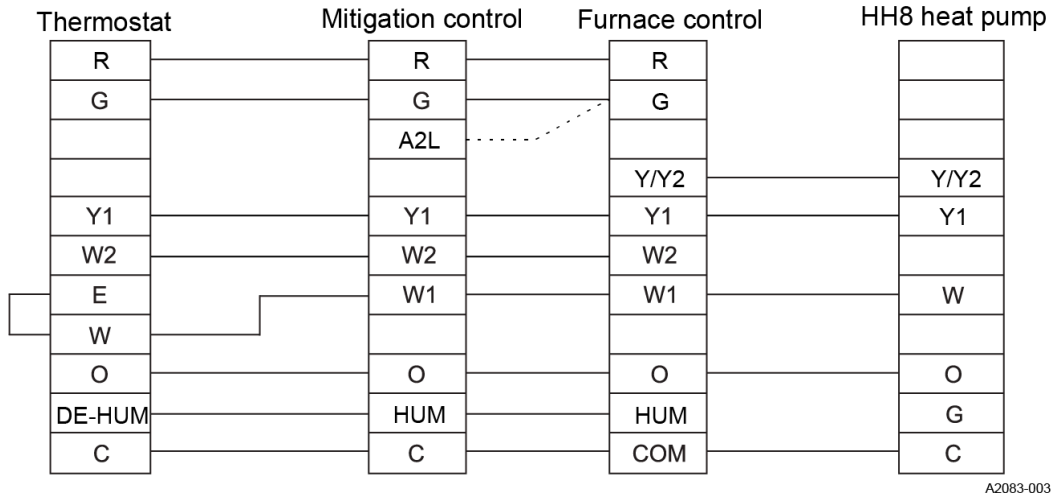 Thermostat Mitigation control Furnace control HH8 heat pump
R R R
G G G
A2L
Y/Y2 Y/Y2
Y1 Y1 Y1 Y1
W2 W2 W2
E W1 W1 W
W
O O O O
DE-HUM HUM HUM G
C C COM C
A2083-003